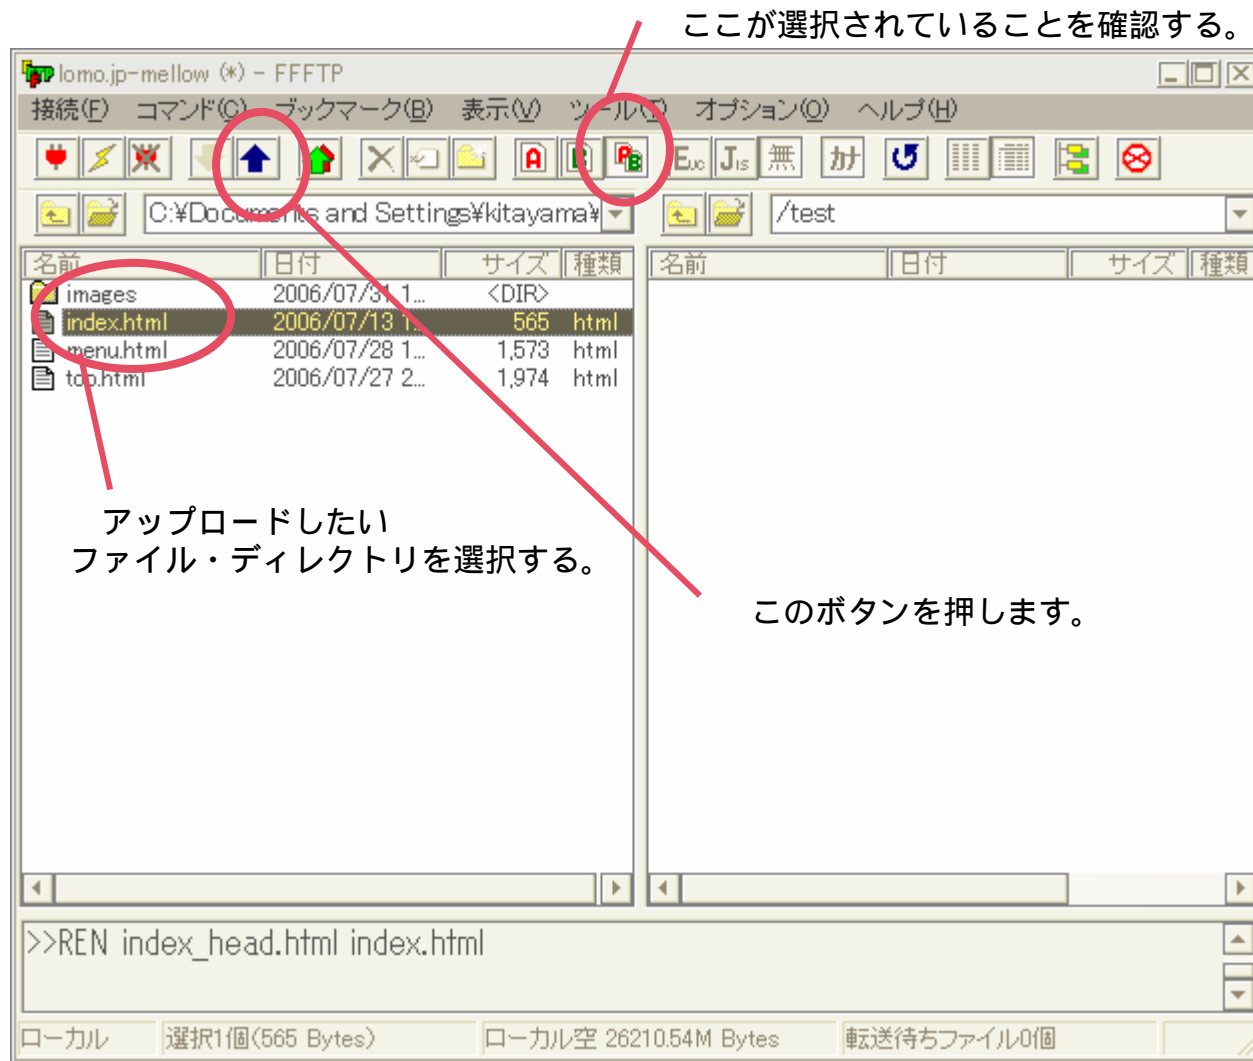 ここが選択されていることを確認する。
lomo.jp-mellow (*) - FFFTP
接続(F) コマンド(C) ブックマーク(B) 表示(V) ツール(T) オプション(O) ヘルプ(H)
A B PB Euc JIS 無 カナ
C:¥Documents and Settings¥kitayama¥ /test
名前 日付 サイズ 種類 名前 日付 サイズ 種類
images 2006/07/31 1... <DIR>
index.html 2006/07/13 1... 565 html
menu.html 2006/07/28 1... 1,573 html
top.html 2006/07/27 2... 1,974 html
アップロードしたい
ファイル・ディレクトリを選択する。
このボタンを押します。
>>REN index_head.html index.html
ローカル 選択1個(565 Bytes) ローカル空 26210.54M Bytes 転送待ちファイル0個